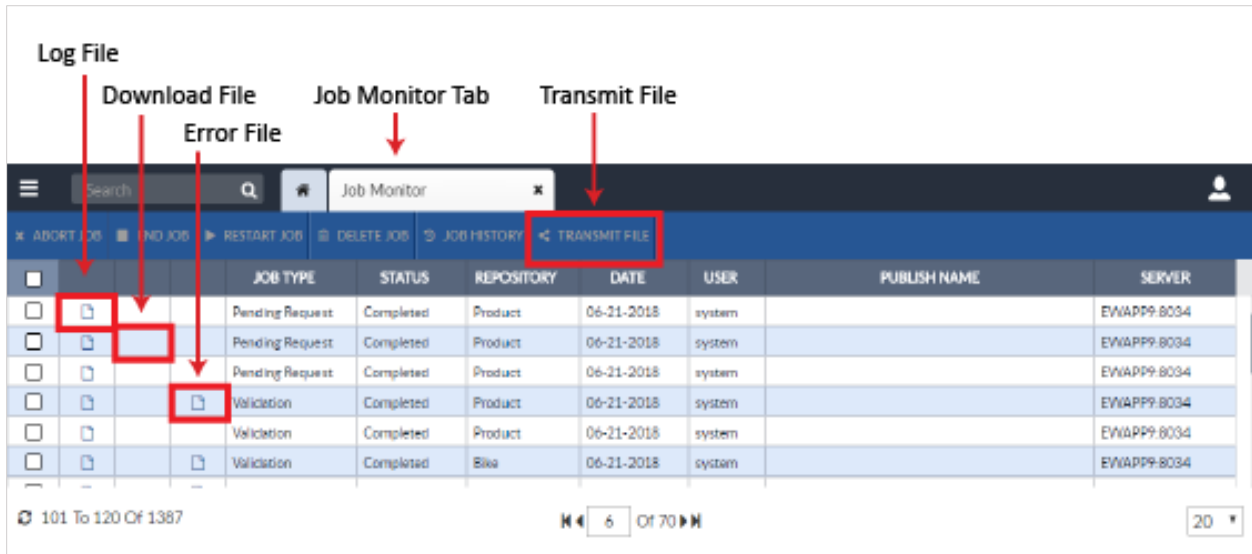 Log File
Download File Job Monitor Tab Transmit File
Error File
Search Job Monitor
ABORT JOB END JOB RESTART JOB DELETE JOB JOB HISTORY TRANSMIT FILE
JOB TYPE STATUS REPOSITORY DATE USER PUBLISH NAME SERVER
Pending Request Completed Product 06-21-2018 system EWAPP9:8034
Pending Request Completed Product 06-21-2018 system EWAPP9:8034
Pending Request Completed Product 06-21-2018 system EWAPP9:8034
Validation Completed Product 06-21-2018 system EWAPP9:8034
Validation Completed Product 06-21-2018 system EWAPP9:8034
Validation Completed Bike 06-21-2018 system EWAPP9:8034
101 To 120 Of 1387 6 Of 70 20